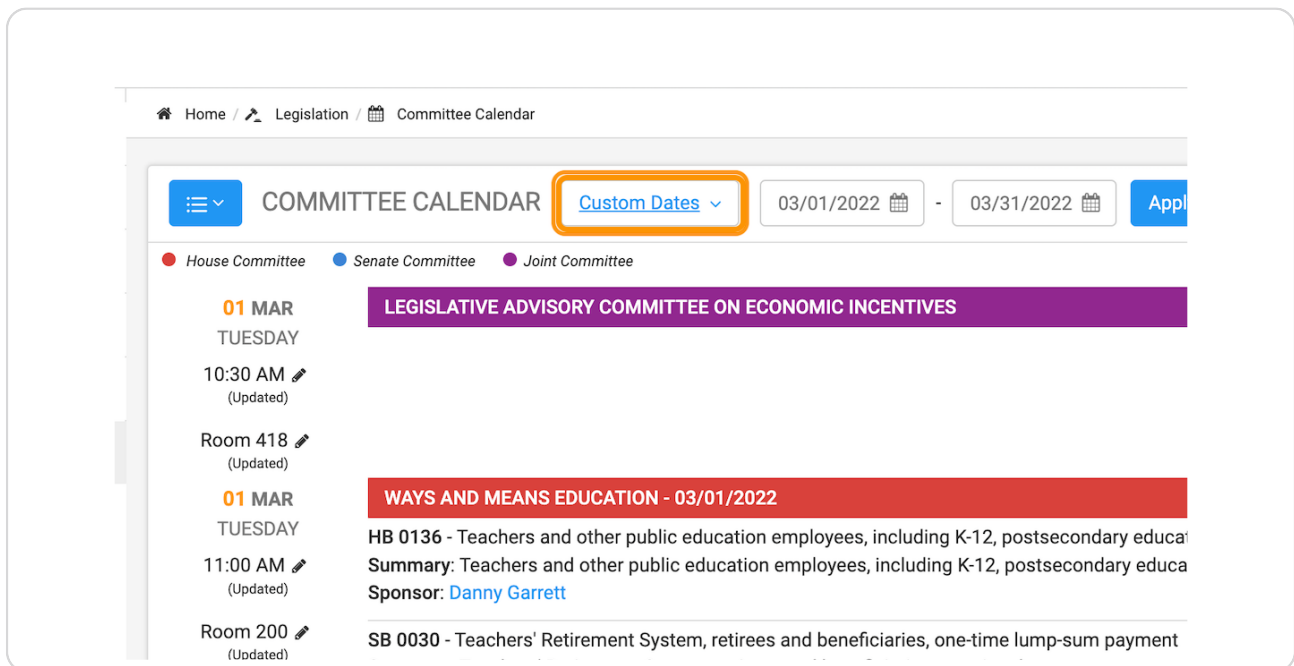 Home / Legislation / Committee Calendar
COMMITTEE CALENDAR Custom Dates 03/01/2022 - 03/31/2022
House Committee Senate Committee Joint Committee
01 MAR
TUESDAY
10:30 AM
(Updated)
Room 418
(Updated)
LEGISLATIVE ADVISORY COMMITTEE ON ECONOMIC INCENTIVES
01 MAR
TUESDAY
11:00 AM
(Updated)
Room 200
(Updated)
WAYS AND MEANS EDUCATION - 03/01/2022
HB 0136 - Teachers and other public education employees, including K-12, postsecondary
Summary: Teachers and other public education employees, including K-12, postsecondary
Sponsor: Danny Garrett
SB 0030 - Teachers' Retirement System, retirees and beneficiaries, one-time lump-sum payment